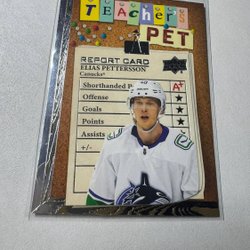 TEACHER'S
PET
REPORT CARD
ELIAS PETTERSSON
Canucks®
Shorthanded P
A+
Offense
Goals
Points
Assists
+/-